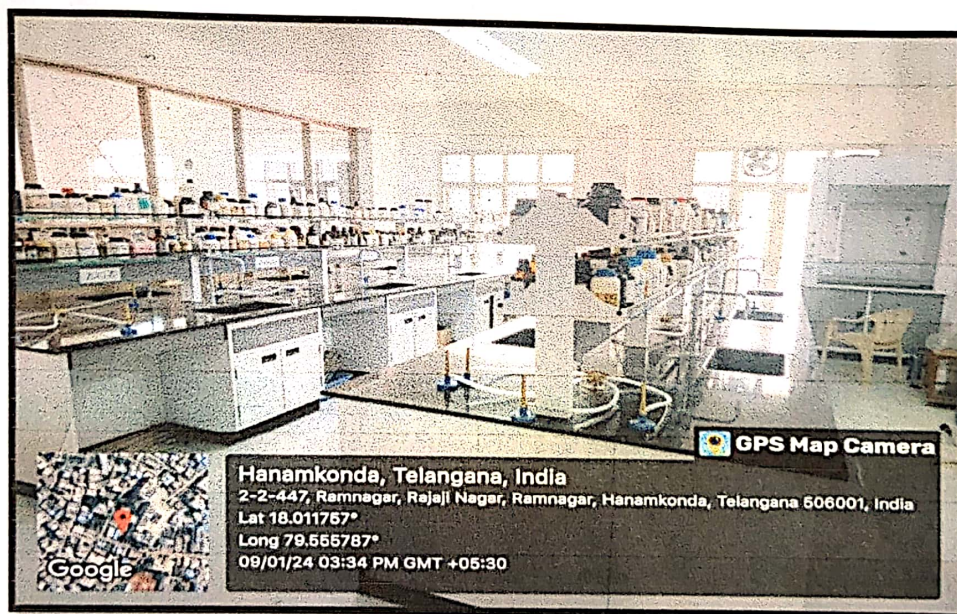 GPS Map Camera
Hanamkonda, Telangana, India
2-2-447, Ramnagar, Rajaji Nagar, Ramnagar, Hanamkonda, Telangana 506001, India
Lat 18.011757°
Long 79.555787°
09/01/24 03:34 PM GMT +05:30
Google